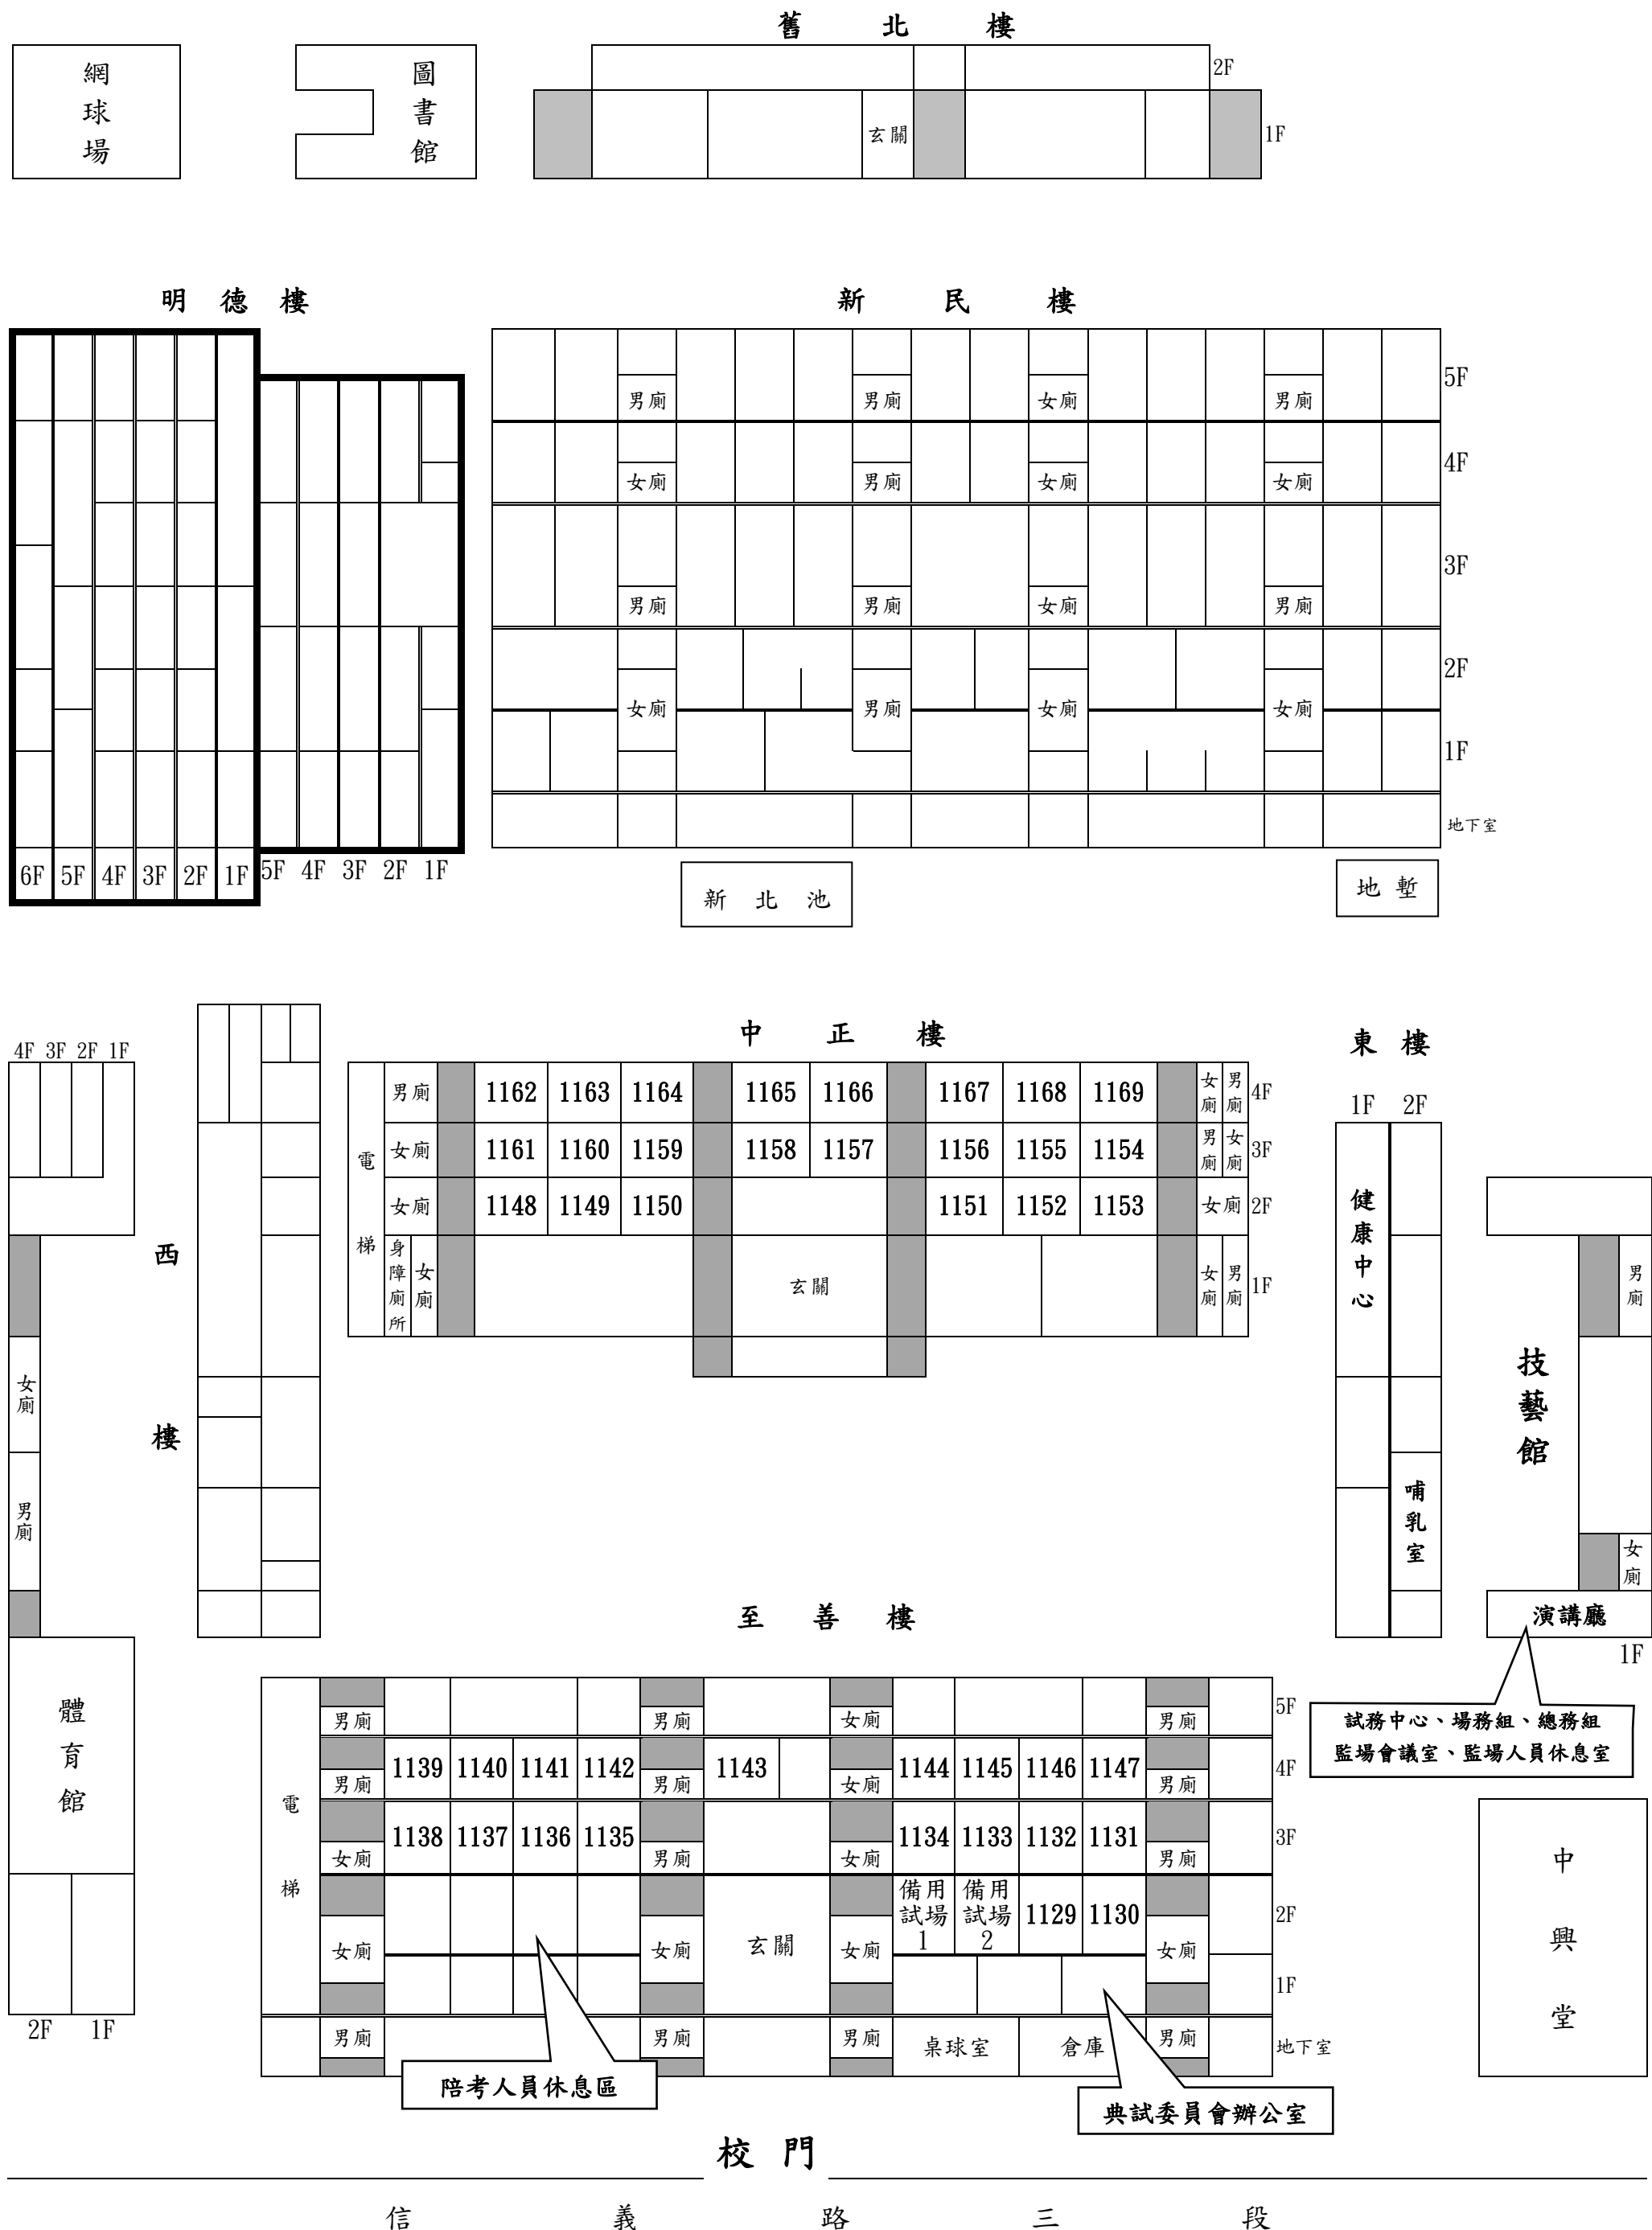 舊北樓
網球場
圖書館
2F
玄關
1F
明德樓
新民樓
男廁 男廁 女廁 男廁 5F
女廁 男廁 女廁 女廁 4F
男廁 男廁 女廁 男廁 3F
2F
女廁 男廁 女廁 女廁
1F
地下室
6F 5F 4F 3F 2F 1F 5F 4F 3F 2F 1F
新北池
地塹
中正樓
東樓
4F 3F 2F 1F
男廁 1162 1163 1164 1165 1166 1167 1168 1169 女廁 男廁 4F
女廁 1161 1160 1159 1158 1157 1156 1155 1154 男廁 女廁 3F
女廁 1148 1149 1150 1151 1152 1153 女廁 2F
電梯
身障廁所 女廁 玄關 女廁 男廁 1F
1F 2F
健康中心
哺乳室
西樓
女廁
男廁
技藝館
男廁
女廁
演講廳
1F
試務中心、場務組、總務組
監場會議室、監場人員休息室
至善樓
體育館
2F 1F
電梯
男廁 男廁 女廁 男廁 5F
1139 1140 1141 1142 1143 1144 1145 1146 1147 4F
男廁 男廁 女廁 男廁
1138 1137 1136 1135 1134 1133 1132 1131 3F
女廁 男廁 女廁 男廁
備用試場1 備用試場2 1129 1130 2F
女廁 女廁 玄關 女廁 女廁
1F
男廁 男廁 男廁 桌球室 倉庫 男廁 地下室
陪考人員休息區
典試委員會辦公室
中興堂
校門
信義路三段